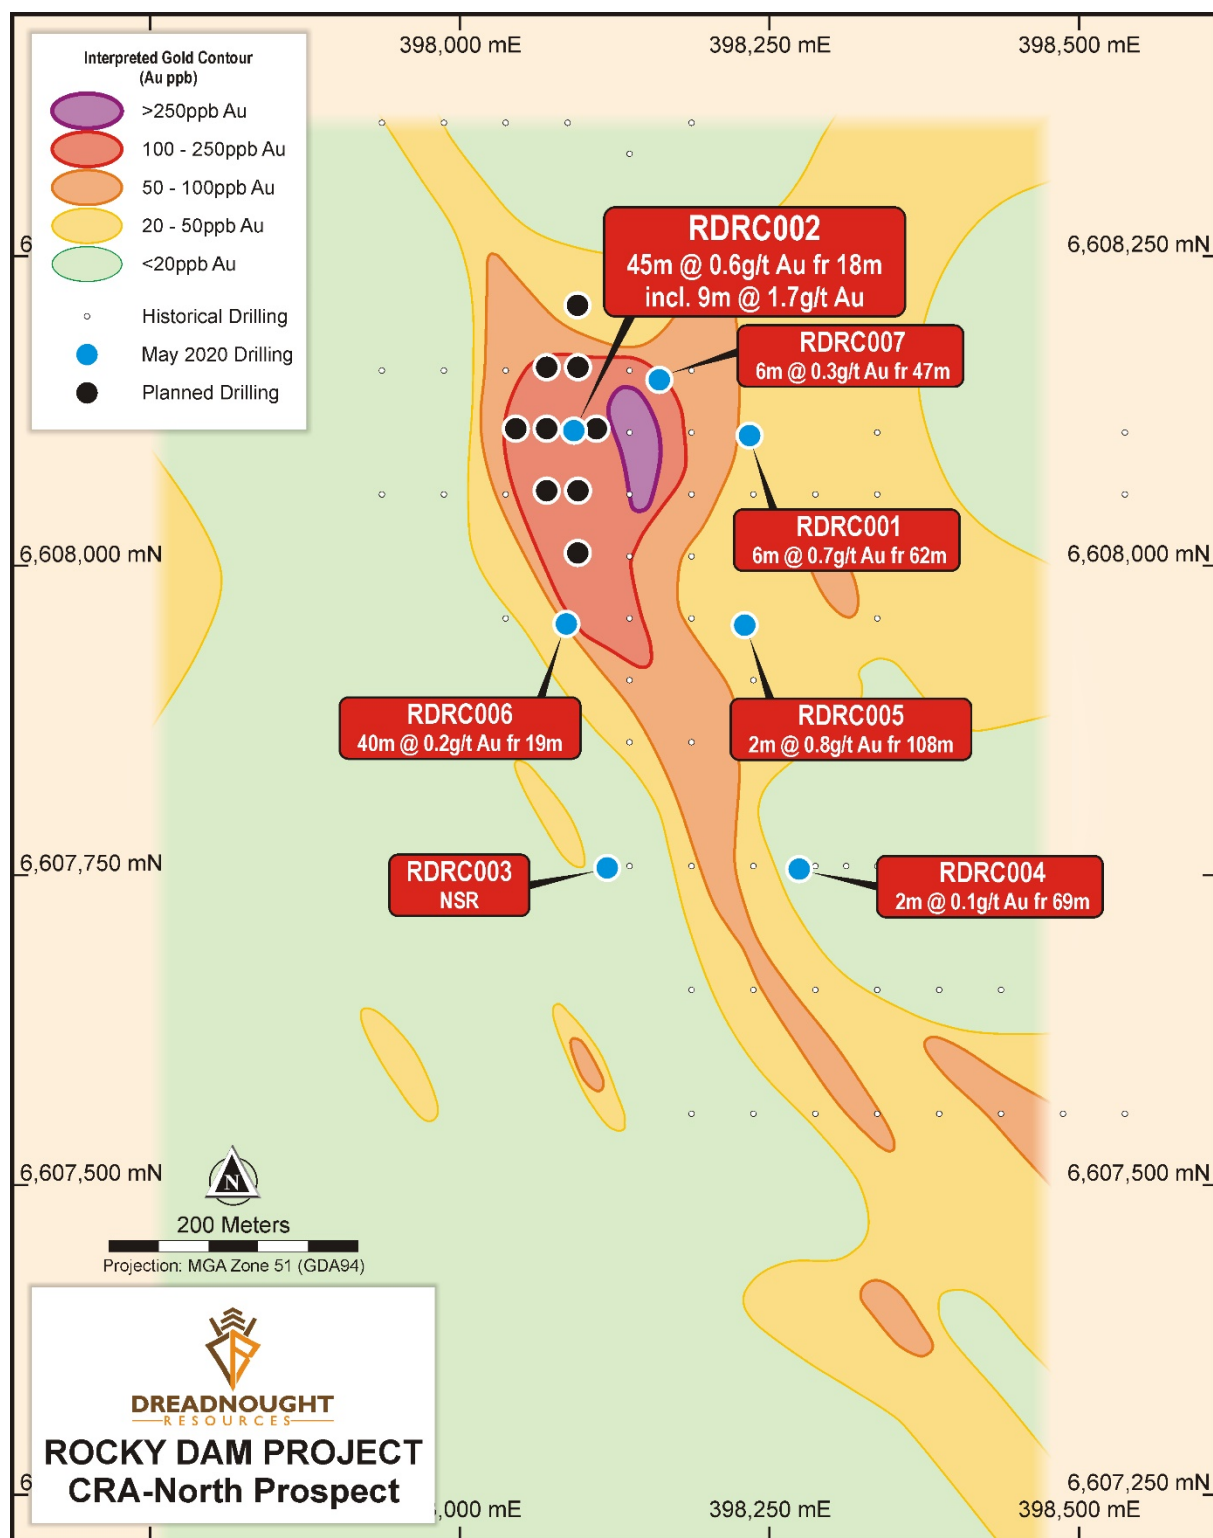 398,000 mE
398,250 mE
398,500 mE
Interpreted Gold Contour
(Au ppb)
>250ppb Au
100 - 250ppb Au
50 - 100ppb Au
20 - 50ppb Au
<20ppb Au
Historical Drilling
May 2020 Drilling
Planned Drilling
6,608,250 mN
RDRC002
45m @ 0.6g/t Au fr 18m
incl. 9m @ 1.7g/t Au
RDRC007
6m @ 0.3g/t Au fr 47m
RDRC001
6m @ 0.7g/t Au fr 62m
6,608,000 mN
6,608,000 mN
RDRC006
40m @ 0.2g/t Au fr 19m
RDRC005
2m @ 0.8g/t Au fr 108m
6,607,750 mN
RDRC003
NSR
RDRC004
2m @ 0.1g/t Au fr 69m
6,607,500 mN
6,607,500 mN
N
200 Meters
Projection: MGA Zone 51 (GDA94)
DREADNOUGHT
RESOURCES
ROCKY DAM PROJECT
CRA-North Prospect
6,607,250 mN
,000 mE
398,250 mE
398,500 mE